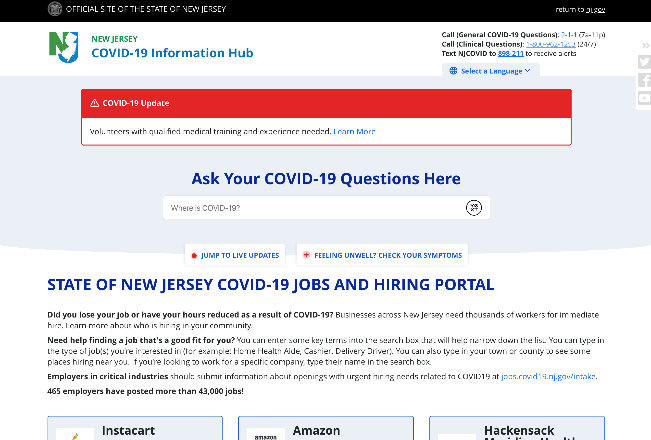 OFFICIAL SITE OF THE STATE OF NEW JERSEY
return to nj.gov
NEW JERSEY
COVID-19 Information Hub
Call (General COVID-19 Questions): 2-1-1 (7a-11p)
Call (Clinical Questions): 1-800-962-1253 (24/7)
Text NJCOVID to 898-211 to receive alerts
Select a Language
COVID-19 Update
Volunteers with qualified medical training and experience needed. Learn More
Ask Your COVID-19 Questions Here
Where is COVID-19?
JUMP TO LIVE UPDATES
FEELING UNWELL? CHECK YOUR SYMPTOMS
STATE OF NEW JERSEY COVID-19 JOBS AND HIRING PORTAL
Did you lose your job or have your hours reduced as a result of COVID-19? Businesses across New Jersey need thousands of workers for immediate
hire. Learn more about who is hiring in your community.
Need help finding a job that's a good fit for you? You can enter some key terms into the search box that will help narrow down the list. You can type in
the type of job(s) you're interested in (for example: Home Health Aide, Cashier, Delivery Driver). You can also type in your town or county to see some
places hiring near you. If you're looking to work for a specific company, type their name in the search box.
Employers in critical industries should submit information about openings with urgent hiring needs related to COVID19 at jobs.covid19.nj.gov/intake.
465 employers have posted more than 43,000 jobs!
Instacart
amazon
Amazon
Hackensack
Meridian Health